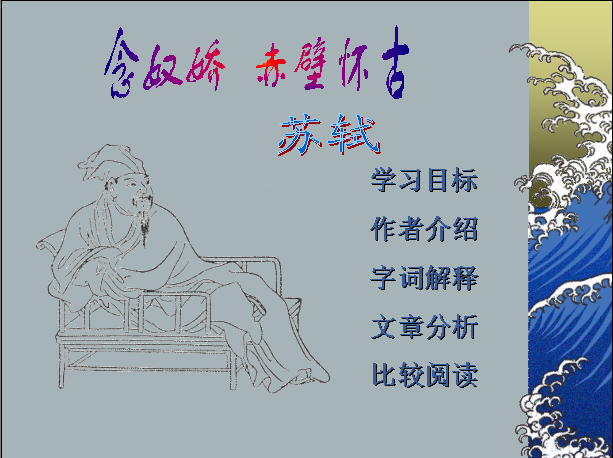 念奴娇 赤壁怀古
苏轼
学习目标
作者介绍
字词解释
文章分析
比较阅读